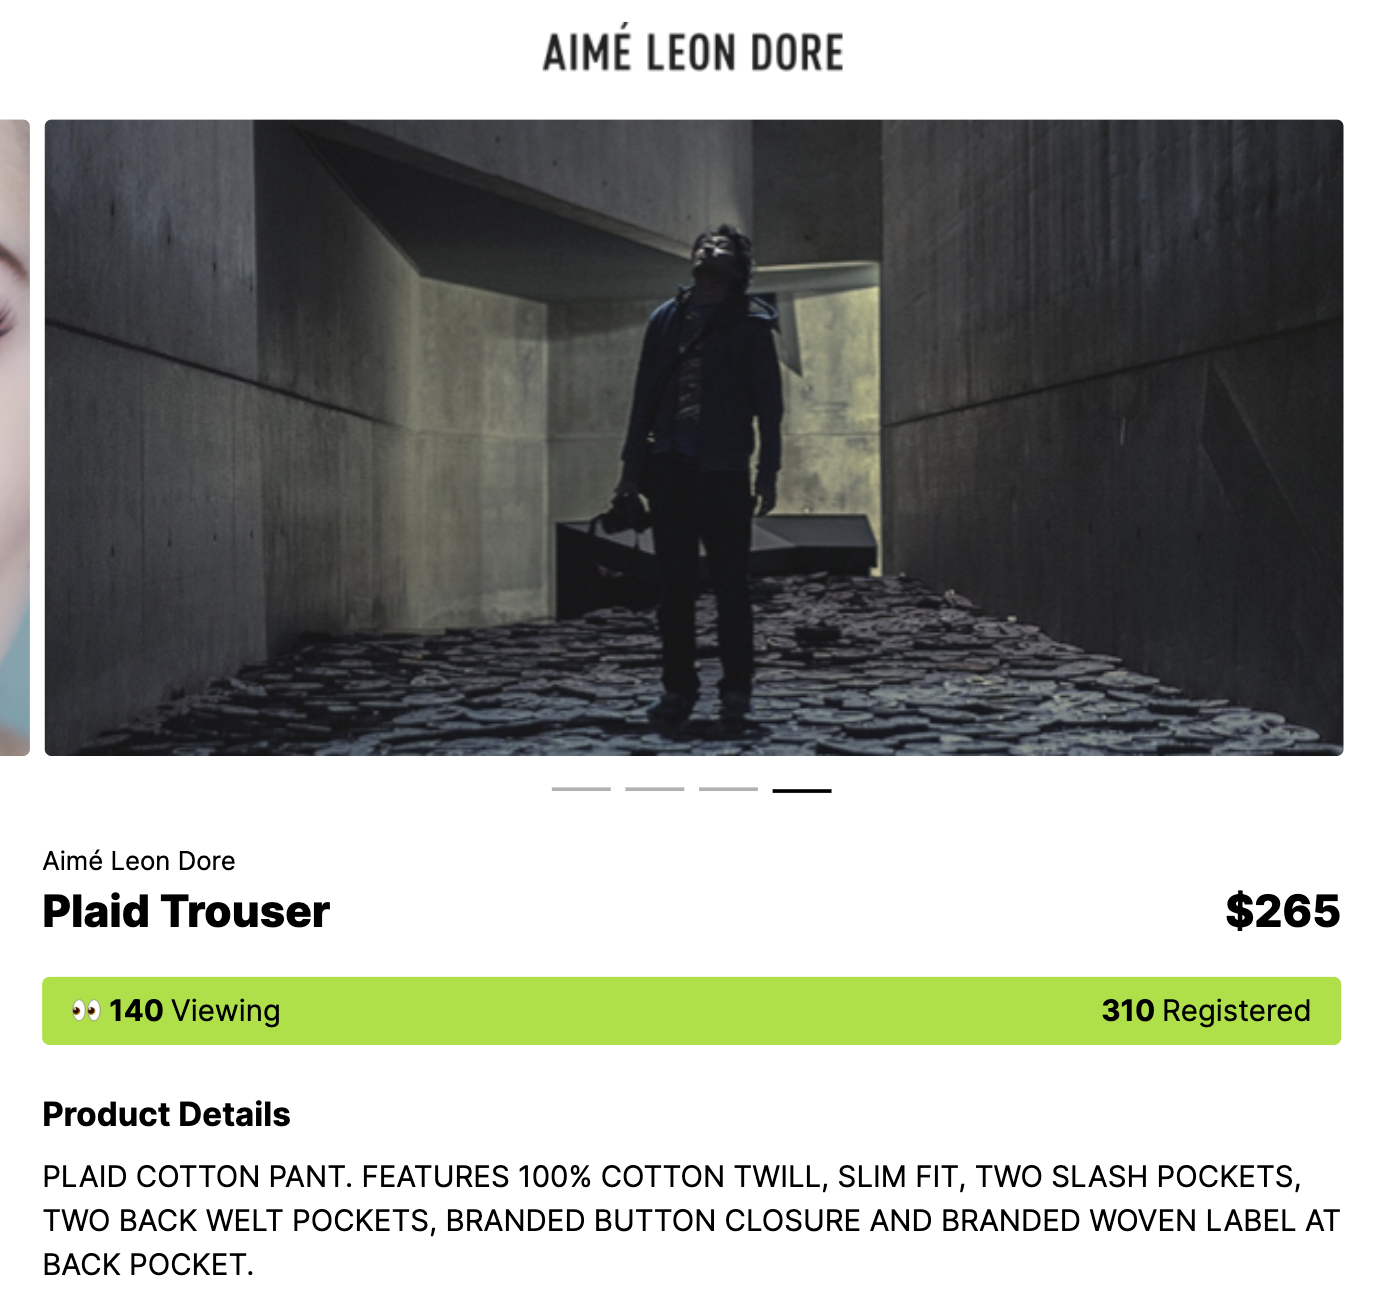 AIMÉ LEON DORE
Aimé Leon Dore
Plaid Trouser
$265
👀 140 Viewing
310 Registered
Product Details
PLAID COTTON PANT. FEATURES 100% COTTON TWILL, SLIM FIT, TWO SLASH POCKETS,
TWO BACK WELT POCKETS, BRANDED BUTTON CLOSURE AND BRANDED WOVEN LABEL AT
BACK POCKET.